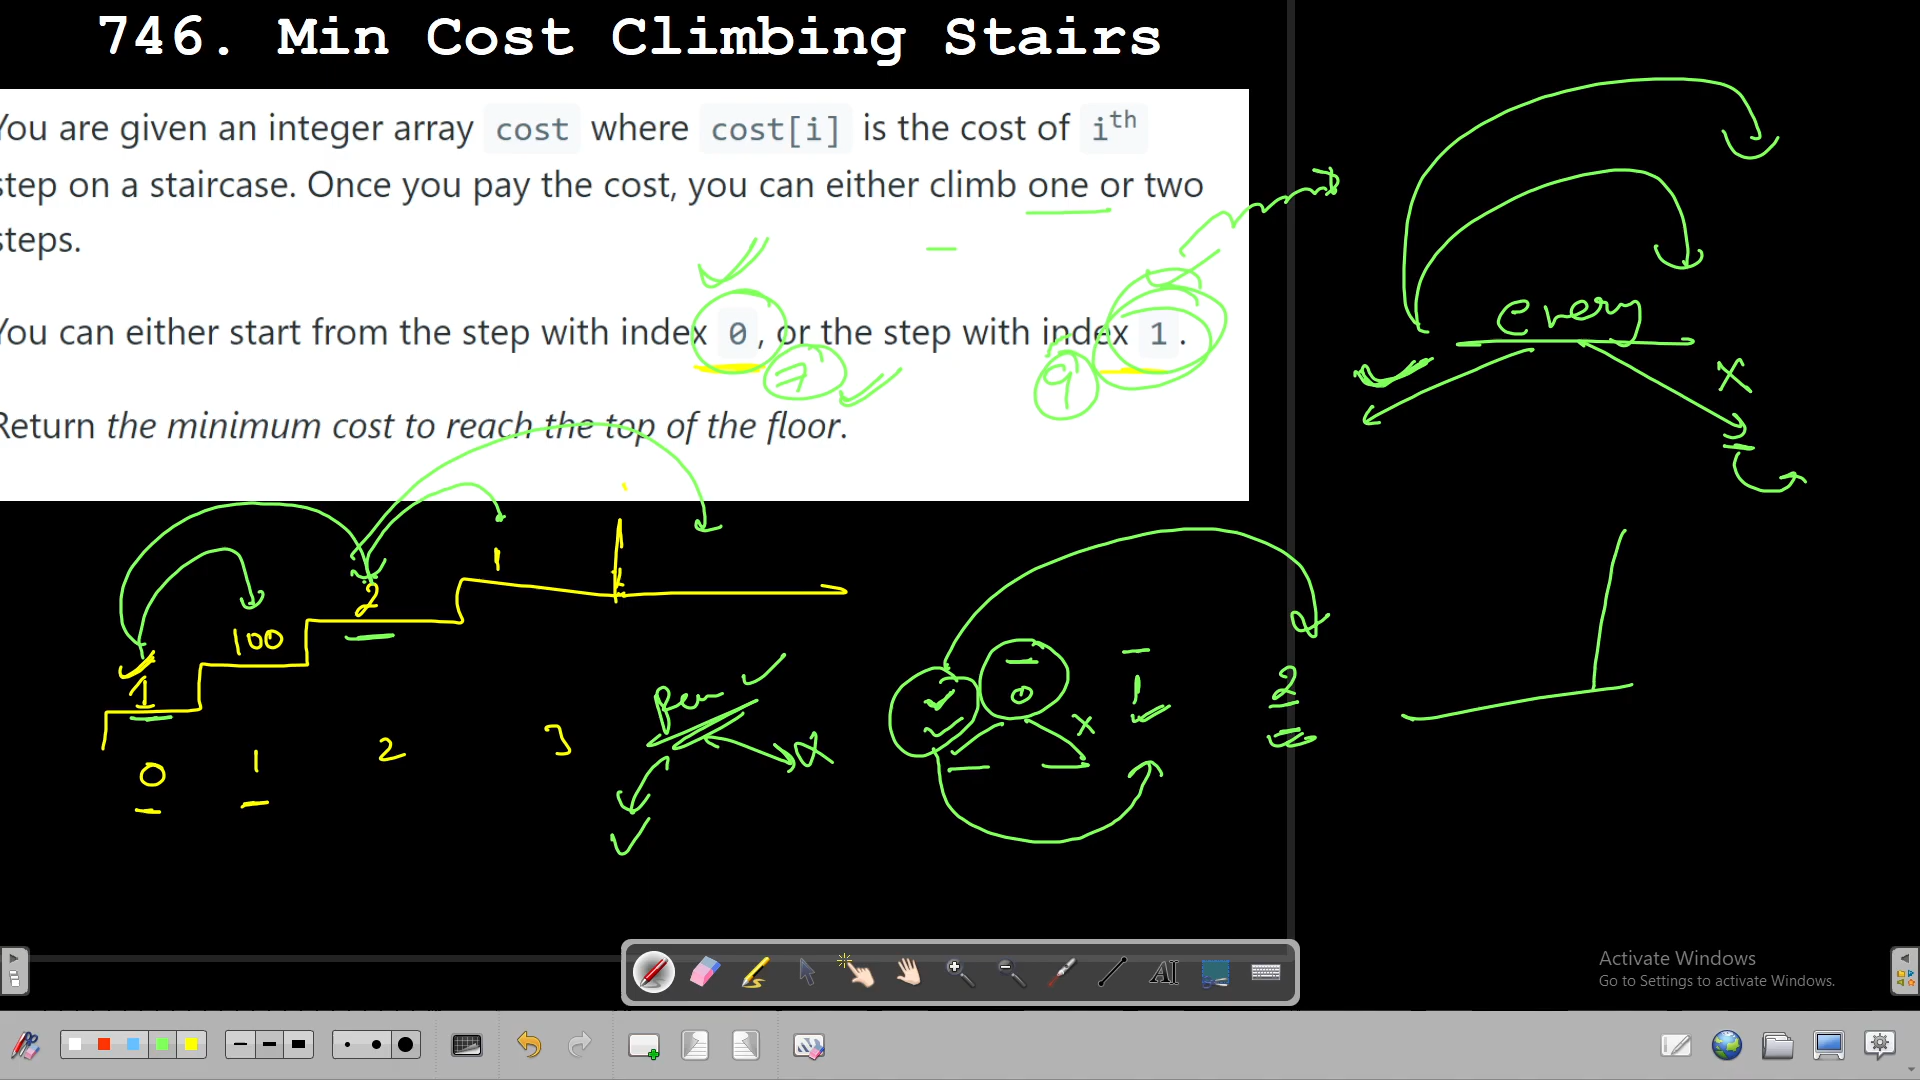 746. Min Cost Climbing Stairs
You are given an integer array cost where cost[i] is the cost of ith
step on a staircase. Once you pay the cost, you can either climb one or two
steps.
You can either start from the step with index 0, or the step with index 1.
7 9
Return the minimum cost to reach the top of the floor.
every
x
1 100 2 1
0 1 2 3
0 1 2
x
AI
Activate Windows
Go to Settings to activate Windows.